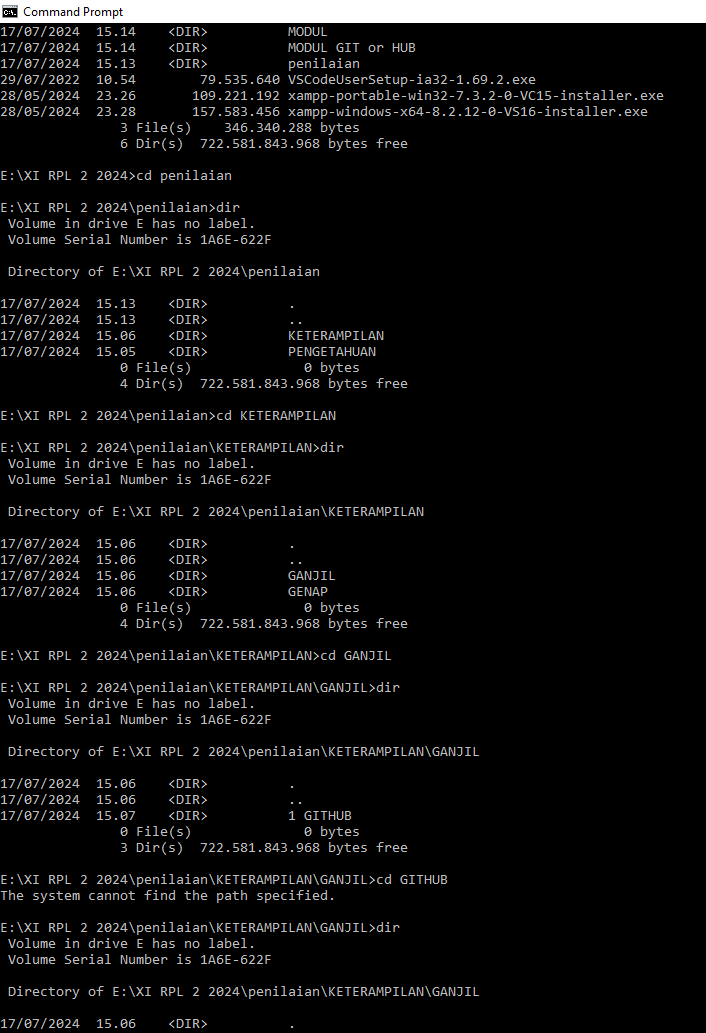 Command Prompt
17/07/2024  15.14    <DIR>          MODUL
17/07/2024  15.14    <DIR>          MODUL GIT or HUB
17/07/2024  15.13    <DIR>          penilaian
29/07/2022  10.54        79.535.640 VSCodeUserSetup-ia32-1.69.2.exe
28/05/2024  23.26       109.221.192 xampp-portable-win32-7.3.2-0-VC15-installer.exe
28/05/2024  23.28       157.583.456 xampp-windows-x64-8.2.12-0-VS16-installer.exe
               3 File(s)    346.340.288 bytes
               6 Dir(s)  722.581.843.968 bytes free
E:\XI RPL 2 2024>cd penilaian
E:\XI RPL 2 2024\penilaian>dir
 Volume in drive E has no label.
 Volume Serial Number is 1A6E-622F
 Directory of E:\XI RPL 2 2024\penilaian
17/07/2024  15.13    <DIR>          .
17/07/2024  15.13    <DIR>          ..
17/07/2024  15.06    <DIR>          KETERAMPILAN
17/07/2024  15.05    <DIR>          PENGETAHUAN
               0 File(s)              0 bytes
               4 Dir(s)  722.581.843.968 bytes free
E:\XI RPL 2 2024\penilaian>cd KETERAMPILAN
E:\XI RPL 2 2024\penilaian\KETERAMPILAN>dir
 Volume in drive E has no label.
 Volume Serial Number is 1A6E-622F
 Directory of E:\XI RPL 2 2024\penilaian\KETERAMPILAN
17/07/2024  15.06    <DIR>          .
17/07/2024  15.06    <DIR>          ..
17/07/2024  15.06    <DIR>          GANJIL
17/07/2024  15.06    <DIR>          GENAP
               0 File(s)              0 bytes
               4 Dir(s)  722.581.843.968 bytes free
E:\XI RPL 2 2024\penilaian\KETERAMPILAN>cd GANJIL
E:\XI RPL 2 2024\penilaian\KETERAMPILAN\GANJIL>dir
 Volume in drive E has no label.
 Volume Serial Number is 1A6E-622F
 Directory of E:\XI RPL 2 2024\penilaian\KETERAMPILAN\GANJIL
17/07/2024  15.06    <DIR>          .
17/07/2024  15.06    <DIR>          ..
17/07/2024  15.07    <DIR>          1 GITHUB
               0 File(s)              0 bytes
               3 Dir(s)  722.581.843.968 bytes free
E:\XI RPL 2 2024\penilaian\KETERAMPILAN\GANJIL>cd GITHUB
The system cannot find the path specified.
E:\XI RPL 2 2024\penilaian\KETERAMPILAN\GANJIL>dir
 Volume in drive E has no label.
 Volume Serial Number is 1A6E-622F
 Directory of E:\XI RPL 2 2024\penilaian\KETERAMPILAN\GANJIL
17/07/2024  15.06    <DIR>          .